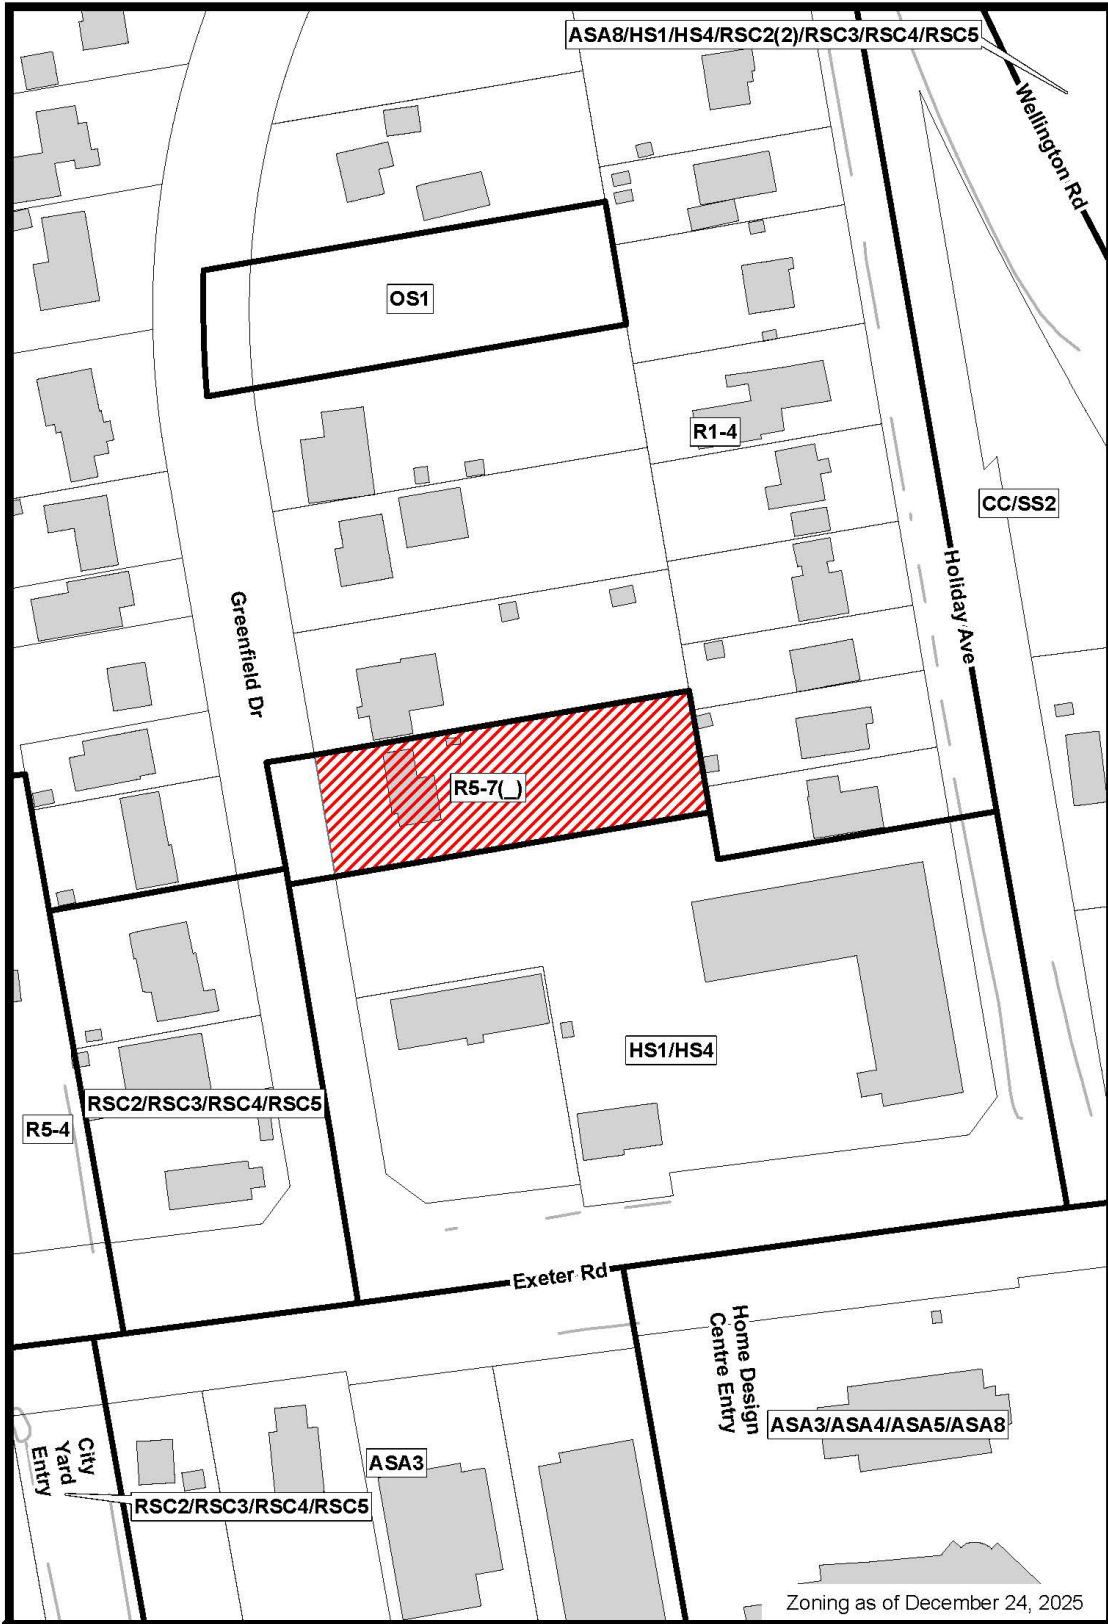 ASA8/HS1/HS4/RSC2(2)/RSC3/RSC4/RSC5
Wellington Rd
OS1
R1-4
CC/SS2
Holiday Ave
Greenfield Dr
R5-7(_)
HS1/HS4
RSC2/RSC3/RSC4/RSC5
R5-4
Exeter Rd
Home Design
Centre Entry
ASA3/ASA4/ASA5/ASA8
ASA3
City
Yard
Entry
RSC2/RSC3/RSC4/RSC5
Zoning as of December 24, 2025